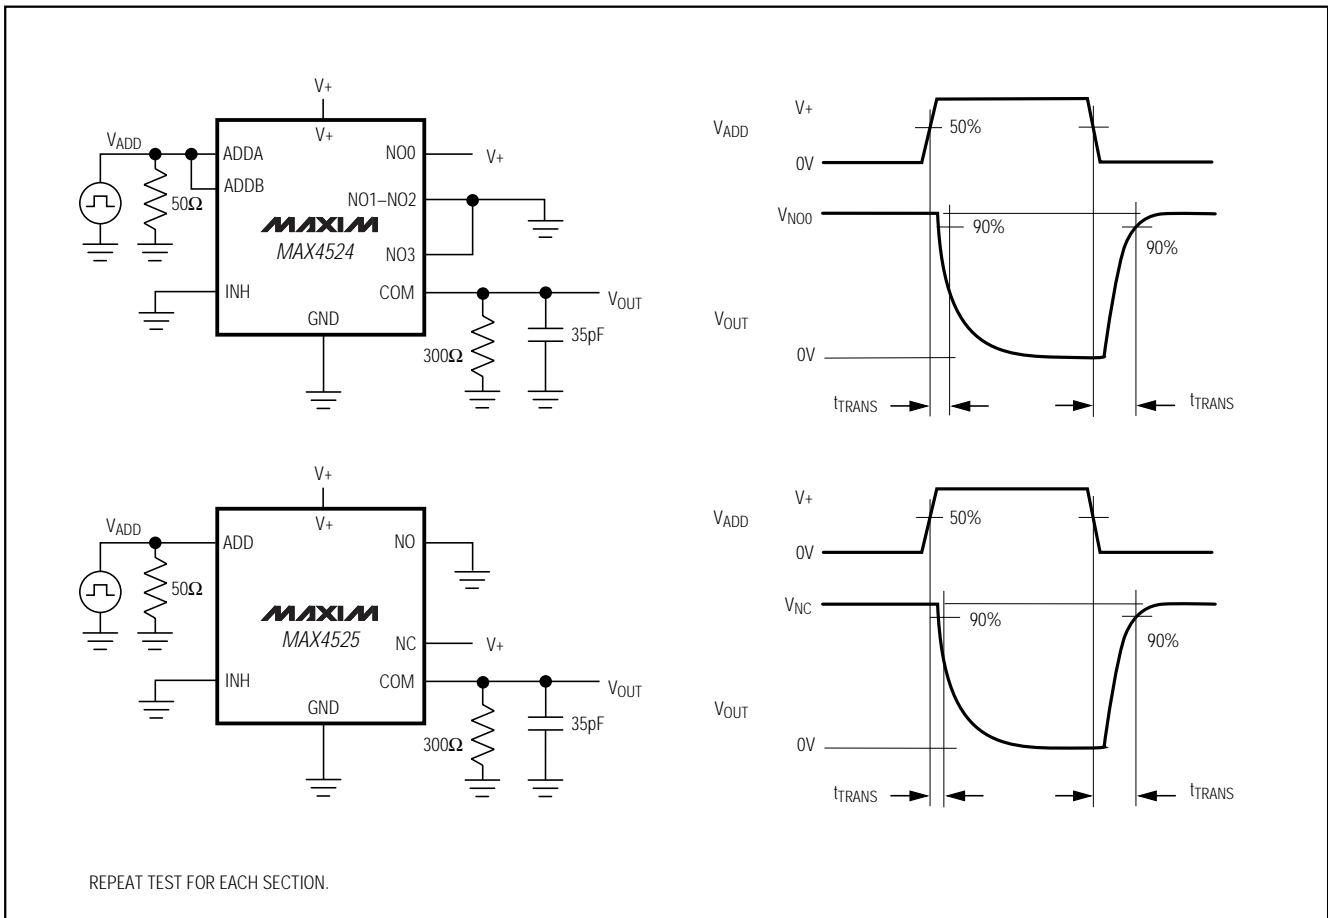 V+
V+
VADD
ADDA
NO0
V+
ADDB
50Ω
NO1–NO2
MAXIM
MAX4524
NO3
INH
COM
VOUT
GND
35pF
300Ω
V+
VADD
50%
0V
VNO0
90%
90%
VOUT
0V
tTRANS
tTRANS
V+
V+
VADD
ADD
NO
50Ω
MAXIM
MAX4525
NC
V+
INH
COM
VOUT
GND
35pF
300Ω
V+
VADD
50%
0V
VNC
90%
90%
VOUT
0V
tTRANS
tTRANS
REPEAT TEST FOR EACH SECTION.